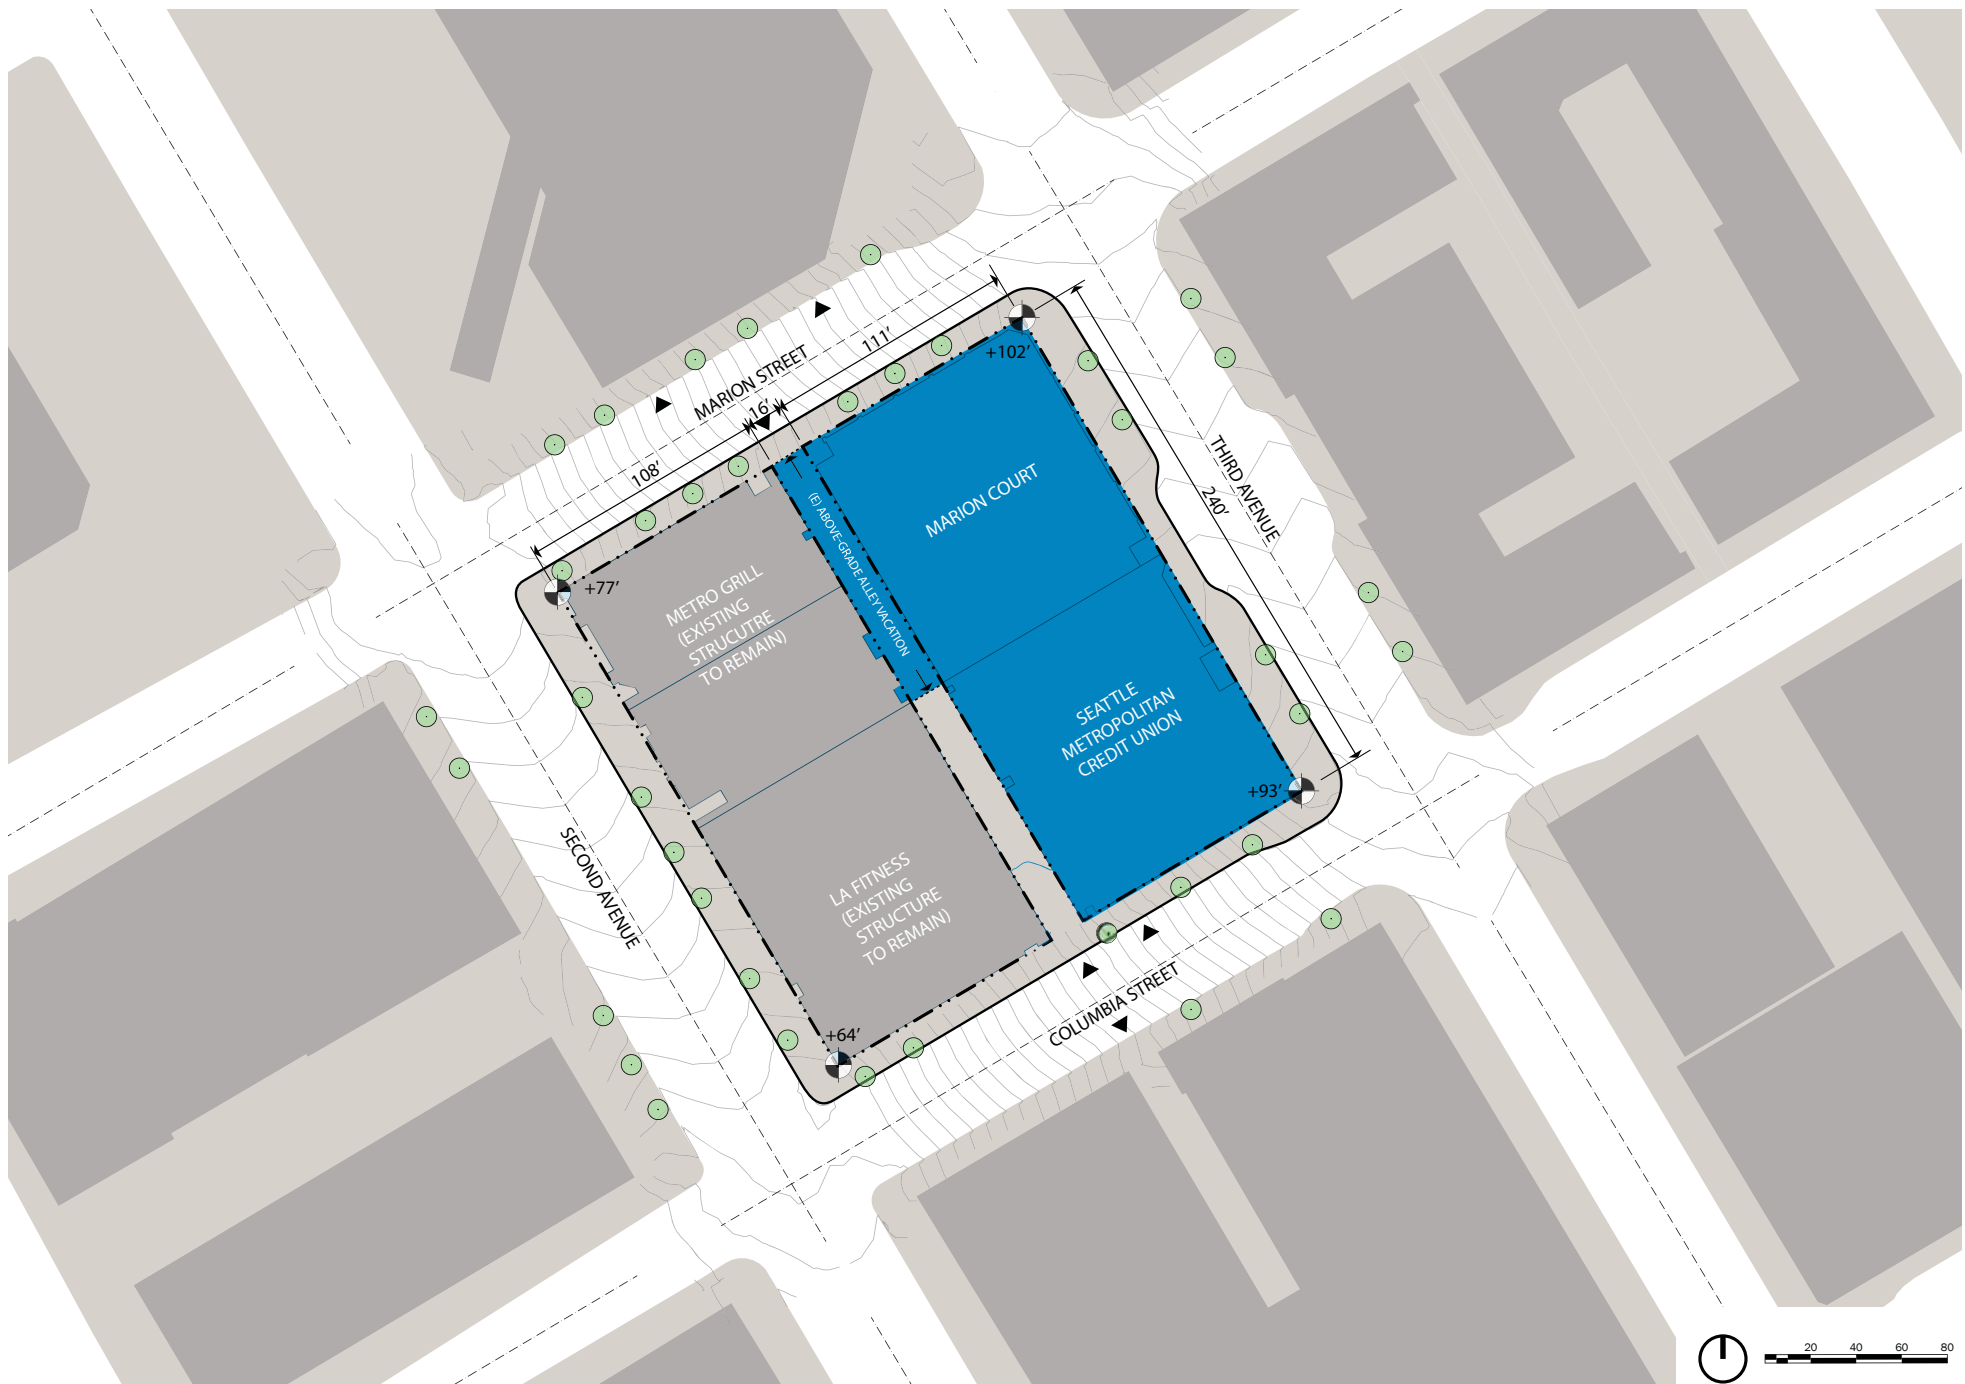 MARION STREET
111’
16’
108’
+102’
+77’
MARION COURT
(E) ABOVE-GRADE ALLEY VACATION
THIRD AVENUE
240’
METRO GRILL
(EXISTING
STRUCUTRE
TO REMAIN)
SEATTLE
METROPOLITAN
CREDIT UNION
+93’
SECOND AVENUE
LA FITNESS
(EXISTING
STRUCTURE
TO REMAIN)
+64’
COLUMBIA STREET
20 40 60 80